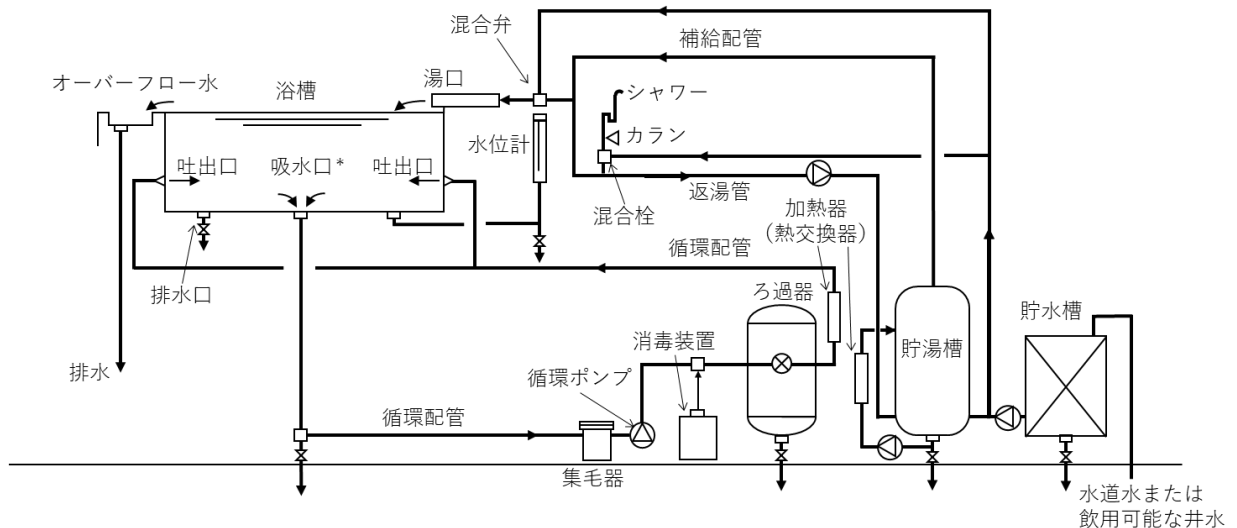 混合弁
補給配管
オーバーフロー水
浴槽
湯口
シャワー
カラン
水位計
吐出口
吸水口*
吐出口
返湯管
混合栓
加熱器
(熱交換器)
循環配管
排水口
ろ過器
貯水槽
消毒装置
貯湯槽
排水
循環ポンプ
循環配管
集毛器
水道水または
飲用可能な井水